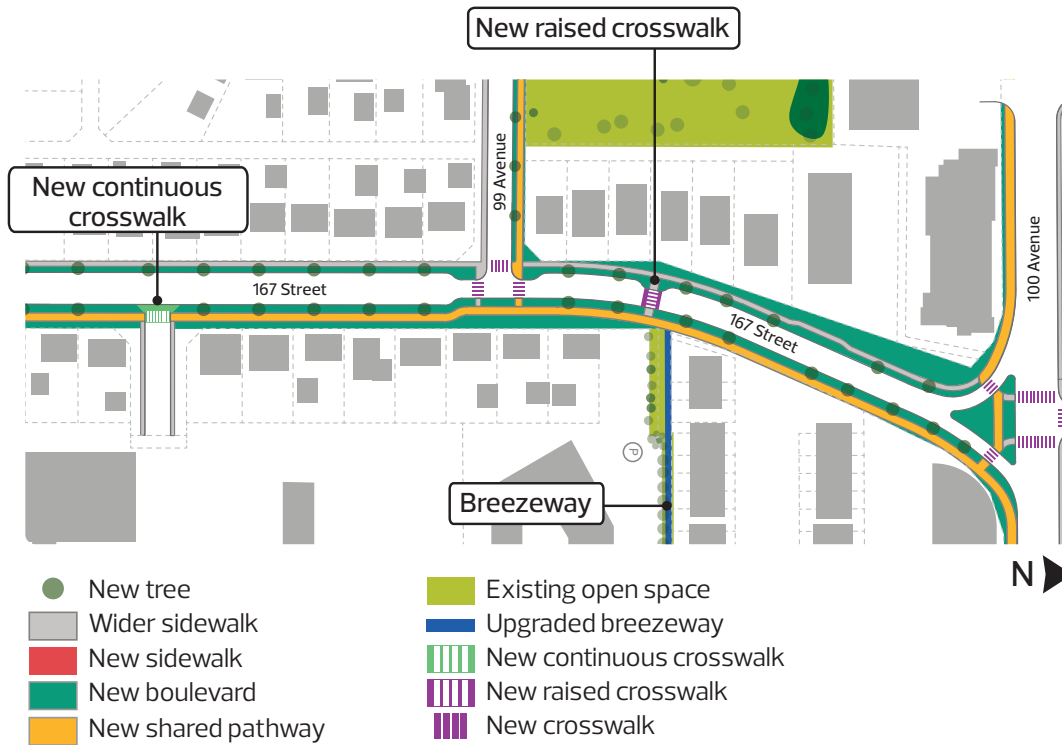 New raised crosswalk
New continuous
crosswalk
99 Avenue
100 Avenue
167 Street
167 Street
P
Breezeway
N
New tree
Wider sidewalk
New sidewalk
New boulevard
New shared pathway
Existing open space
Upgraded breezeway
New continuous crosswalk
New raised crosswalk
New crosswalk